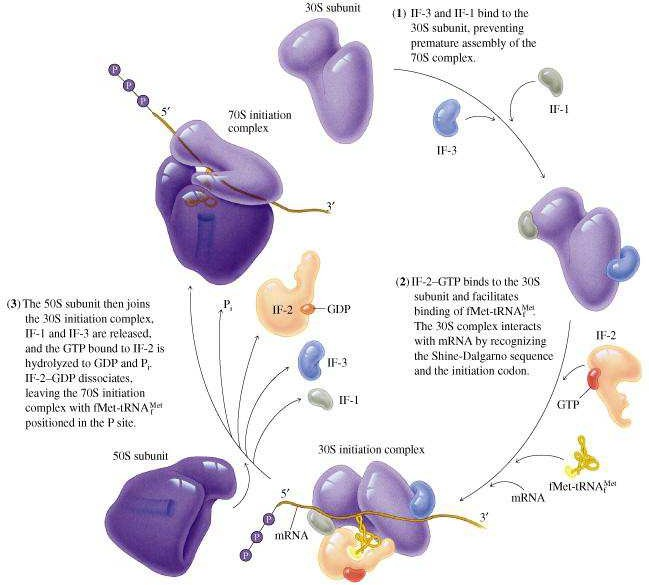 30S subunit
(1) IF-3 and IF-1 bind to the
30S subunit, preventing
premature assembly of the
70S complex.
IF-1
IF-3
P
P
P
5′
70S initiation
complex
3′
(2) IF-2–GTP binds to the 30S
subunit and facilitates
binding of fMet-tRNAfMet.
The 30S complex interacts
with mRNA by recognizing
the Shine-Dalgarno sequence
and the initiation codon.
IF-2
GTP
fMet-tRNAfMet
mRNA
(3) The 50S subunit then joins
the 30S initiation complex,
IF-1 and IF-3 are released,
and the GTP bound to IF-2 is
hydrolyzed to GDP and Pi.
IF-2–GDP dissociates,
leaving the 70S initiation
complex with fMet-tRNAfMet
positioned in the P site.
Pi
IF-2
GDP
IF-3
IF-1
50S subunit
30S initiation complex
5′
mRNA
3′
P
P
P